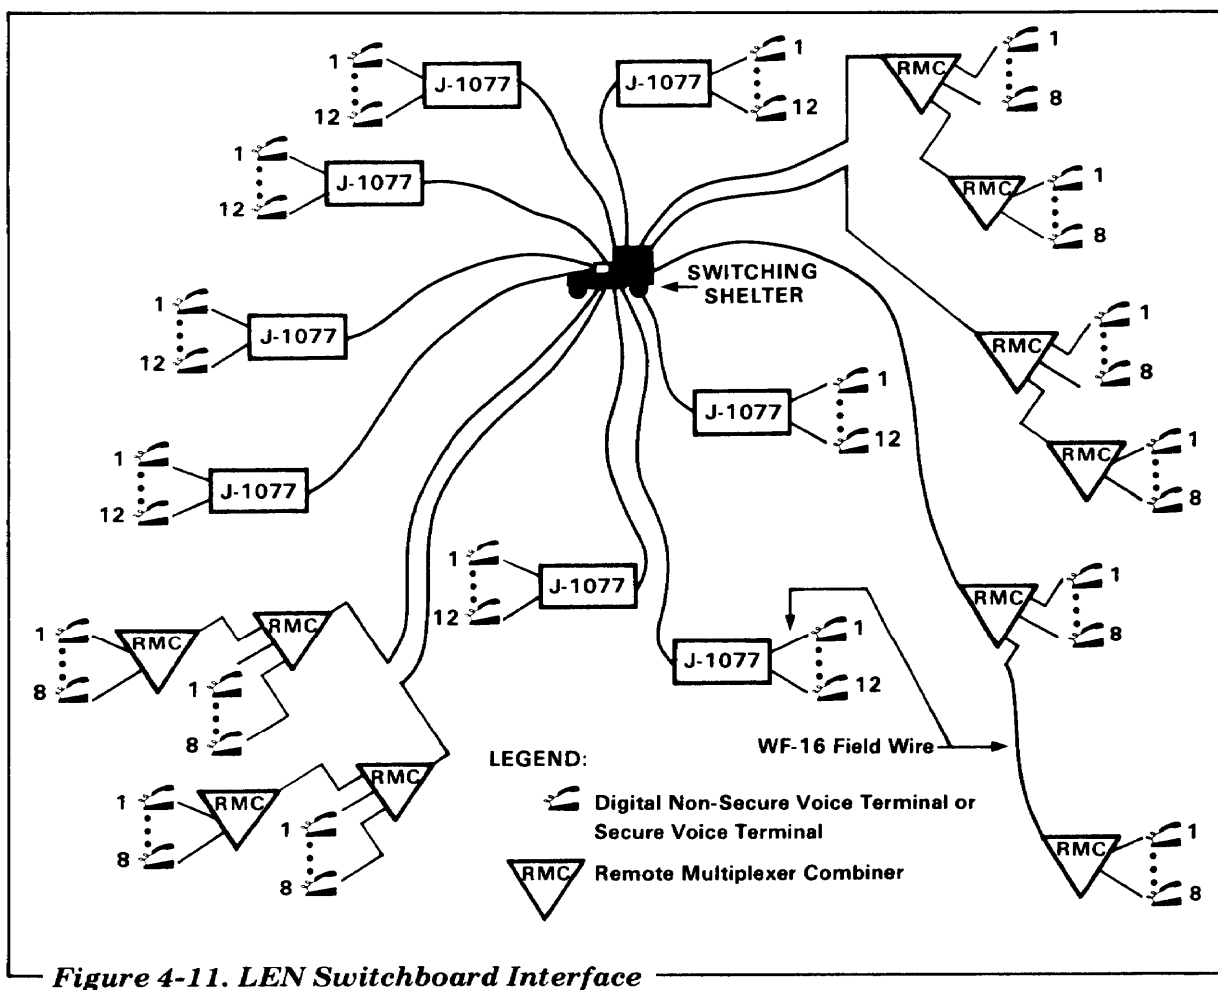 1
J-1077
12
J-1077
1
12
RMC
1
8
1
J-1077
12
RMC
1
8
SWITCHING
SHELTER
1
J-1077
12
RMC
1
8
J-1077
1
12
1
J-1077
12
RMC
1
8
1
J-1077
12
RMC
1
8
J-1077
1
12
1
RMC
8
RMC
1
8
1
RMC
8
RMC
1
8
WF-16 Field Wire
LEGEND:
Digital Non-Secure Voice Terminal or
Secure Voice Terminal
RMC
Remote Multiplexer Combiner
RMC
1
8
Figure 4-11. LEN Switchboard Interface